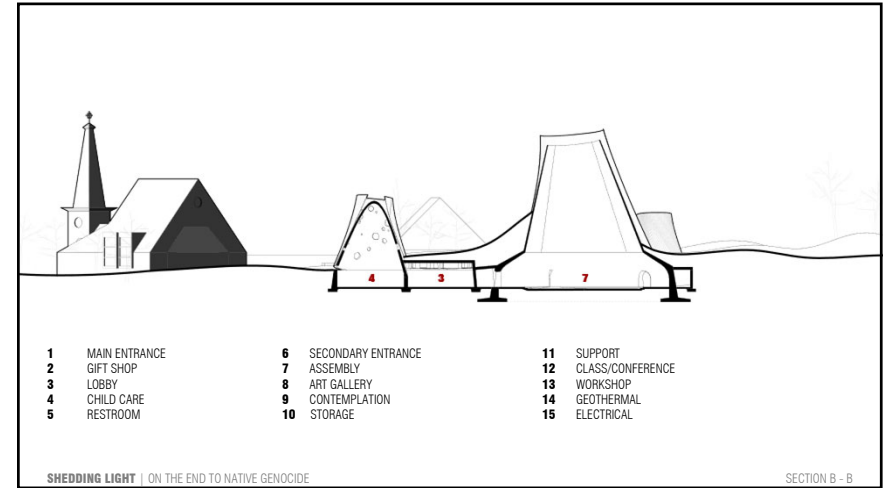 4 3 7
1 MAIN ENTRANCE
2 GIFT SHOP
3 LOBBY
4 CHILD CARE
5 RESTROOM
6 SECONDARY ENTRANCE
7 ASSEMBLY
8 ART GALLERY
9 CONTEMPLATION
10 STORAGE
11 SUPPORT
12 CLASS/CONFERENCE
13 WORKSHOP
14 GEOTHERMAL
15 ELECTRICAL
SHEDDING LIGHT | ON THE END TO NATIVE GENOCIDE
SECTION B - B